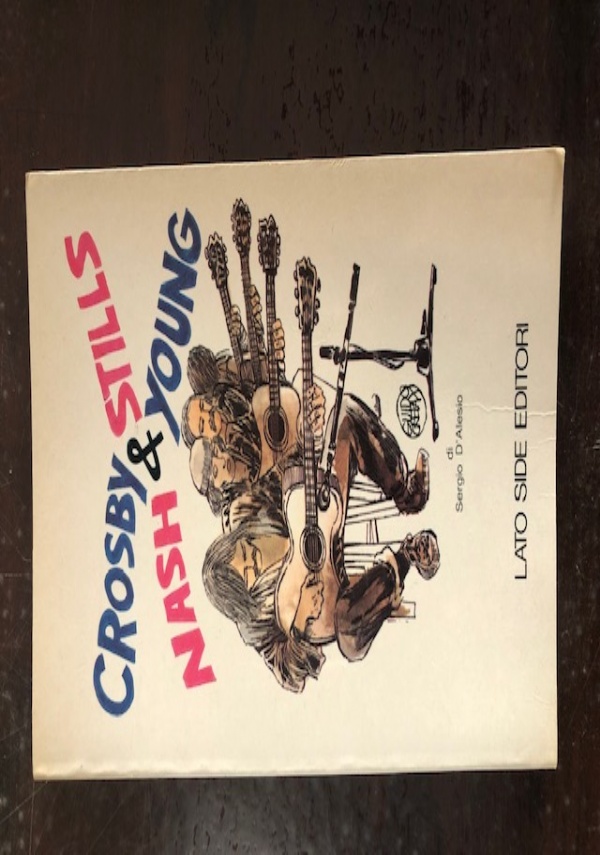 CROSBY STILLS
NASH & YOUNG
di
Sergio D'Alesio
LATO SIDE EDITORI